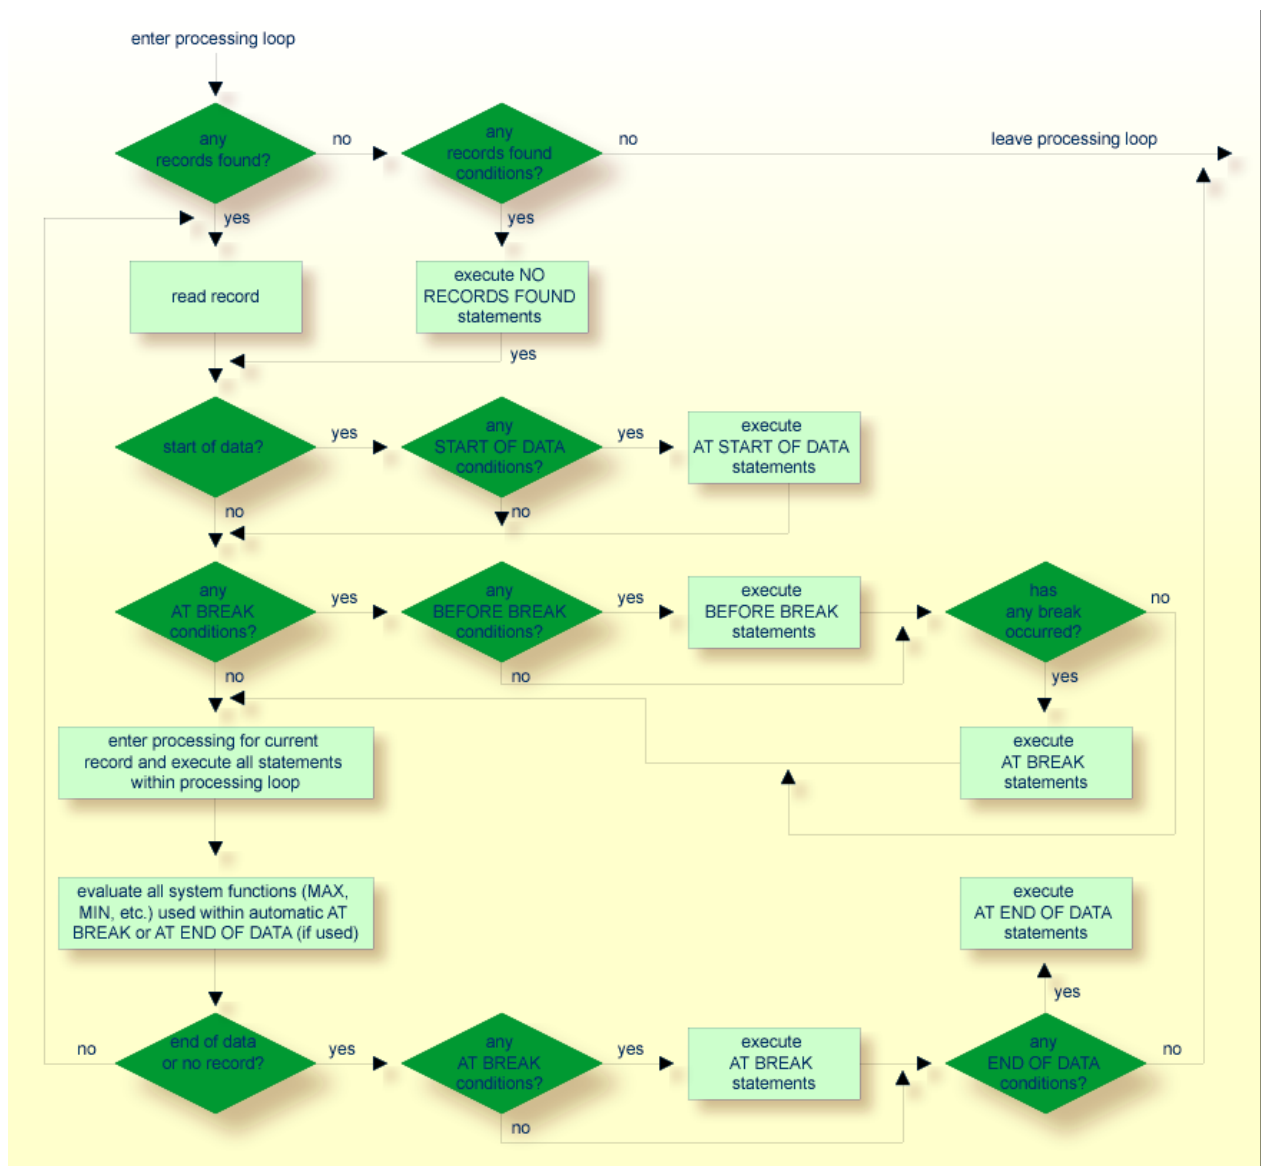 enter processing loop
any
records found?
no
any
records found
conditions?
no
leave processing loop
yes
yes
read record
execute NO
RECORDS FOUND
statements
yes
start of data?
yes
any
START OF DATA
conditions?
yes
execute
AT START OF DATA
statements
no
no
any
AT BREAK
conditions?
yes
any
BEFORE BREAK
conditions?
yes
execute
BEFORE BREAK
statements
has
any break
occurred?
no
no
no
yes
enter processing for current
record and execute all statements
within processing loop
execute
AT BREAK
statements
evaluate all system functions (MAX,
MIN, etc.) used within automatic AT
BREAK or AT END OF DATA (if used)
execute
AT END OF DATA
statements
yes
no
end of data
or no record?
yes
any
AT BREAK
conditions?
yes
execute
AT BREAK
statements
any
END OF DATA
conditions?
no
no